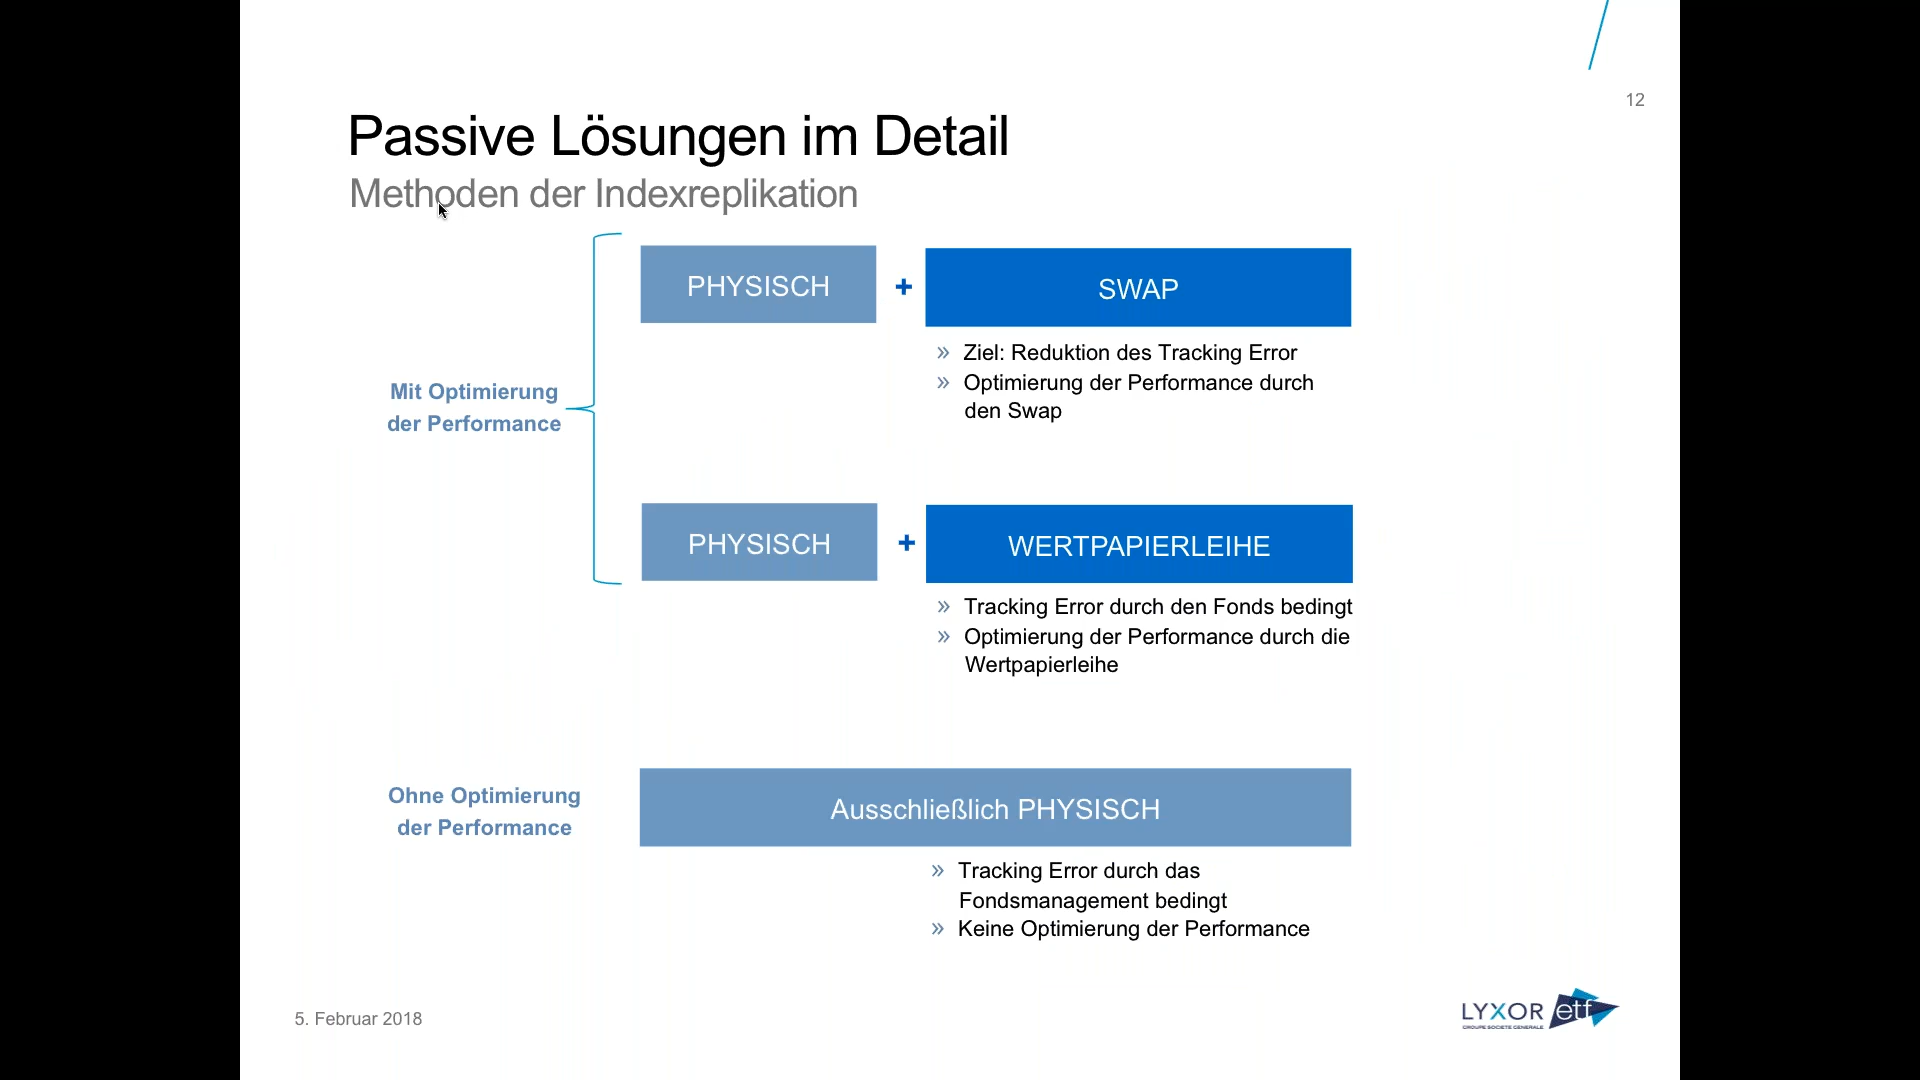 12
Passive Lösungen im Detail
Methoden der Indexreplikation
PHYSISCH + SWAP
» Ziel: Reduktion des Tracking Error
» Optimierung der Performance durch
den Swap
Mit Optimierung
der Performance
PHYSISCH + WERTPAPIERLEIHE
» Tracking Error durch den Fonds bedingt
» Optimierung der Performance durch die
Wertpapierleihe
Ohne Optimierung
der Performance
Ausschließlich PHYSISCH
» Tracking Error durch das
Fondsmanagement bedingt
» Keine Optimierung der Performance
5. Februar 2018
LYXOR etf
GROUPE SOCIETE GENERALE